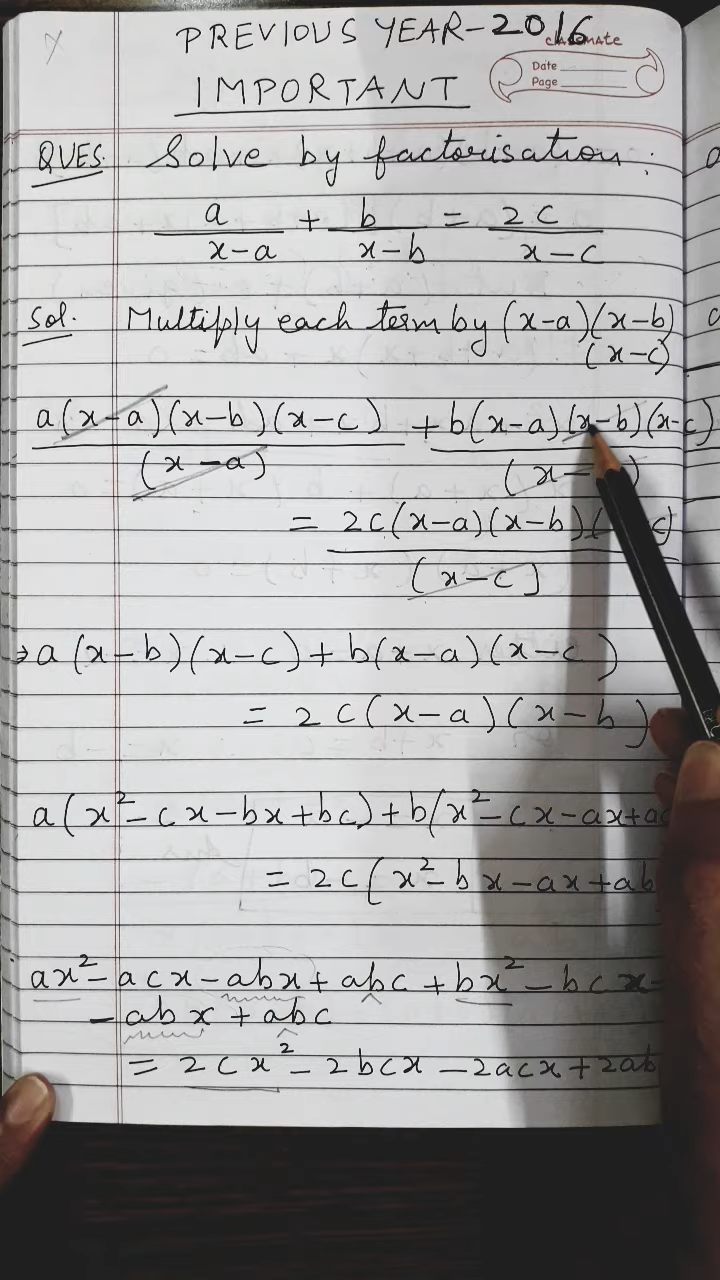 PREVIOUS YEAR-2016
classmate
IMPORTANT
Date
Page
QUES. Solve by factorisation:
a/(x-a) + b/(x-b) = 2c/(x-c)
Sol. Multiply each term by (x-a)(x-b)
(x-c)
a(x-a)(x-b)(x-c)/(x-a) + b(x-a)(x-b)(x-c)/(x-
= 2c(x-a)(x-b)( c)/(x-c)
⇒ a(x-b)(x-c) + b(x-a)(x-c)
= 2c(x-a)(x-b)
a(x²-cx-bx+bc)+b(x²-cx-ax+ac
= 2c(x²-bx-ax+ab
ax²-acx-abx+abc+bx²-bcx-
-abx+abc
= 2cx²-2bcx-2acx+2ab